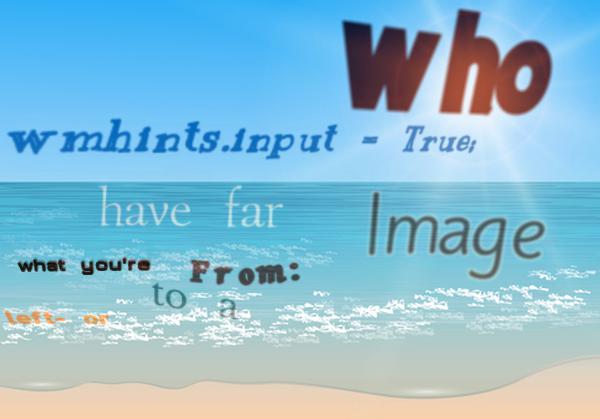 who
wmhints.input = True;
have far
Image
what you're
From:
to a
left- or